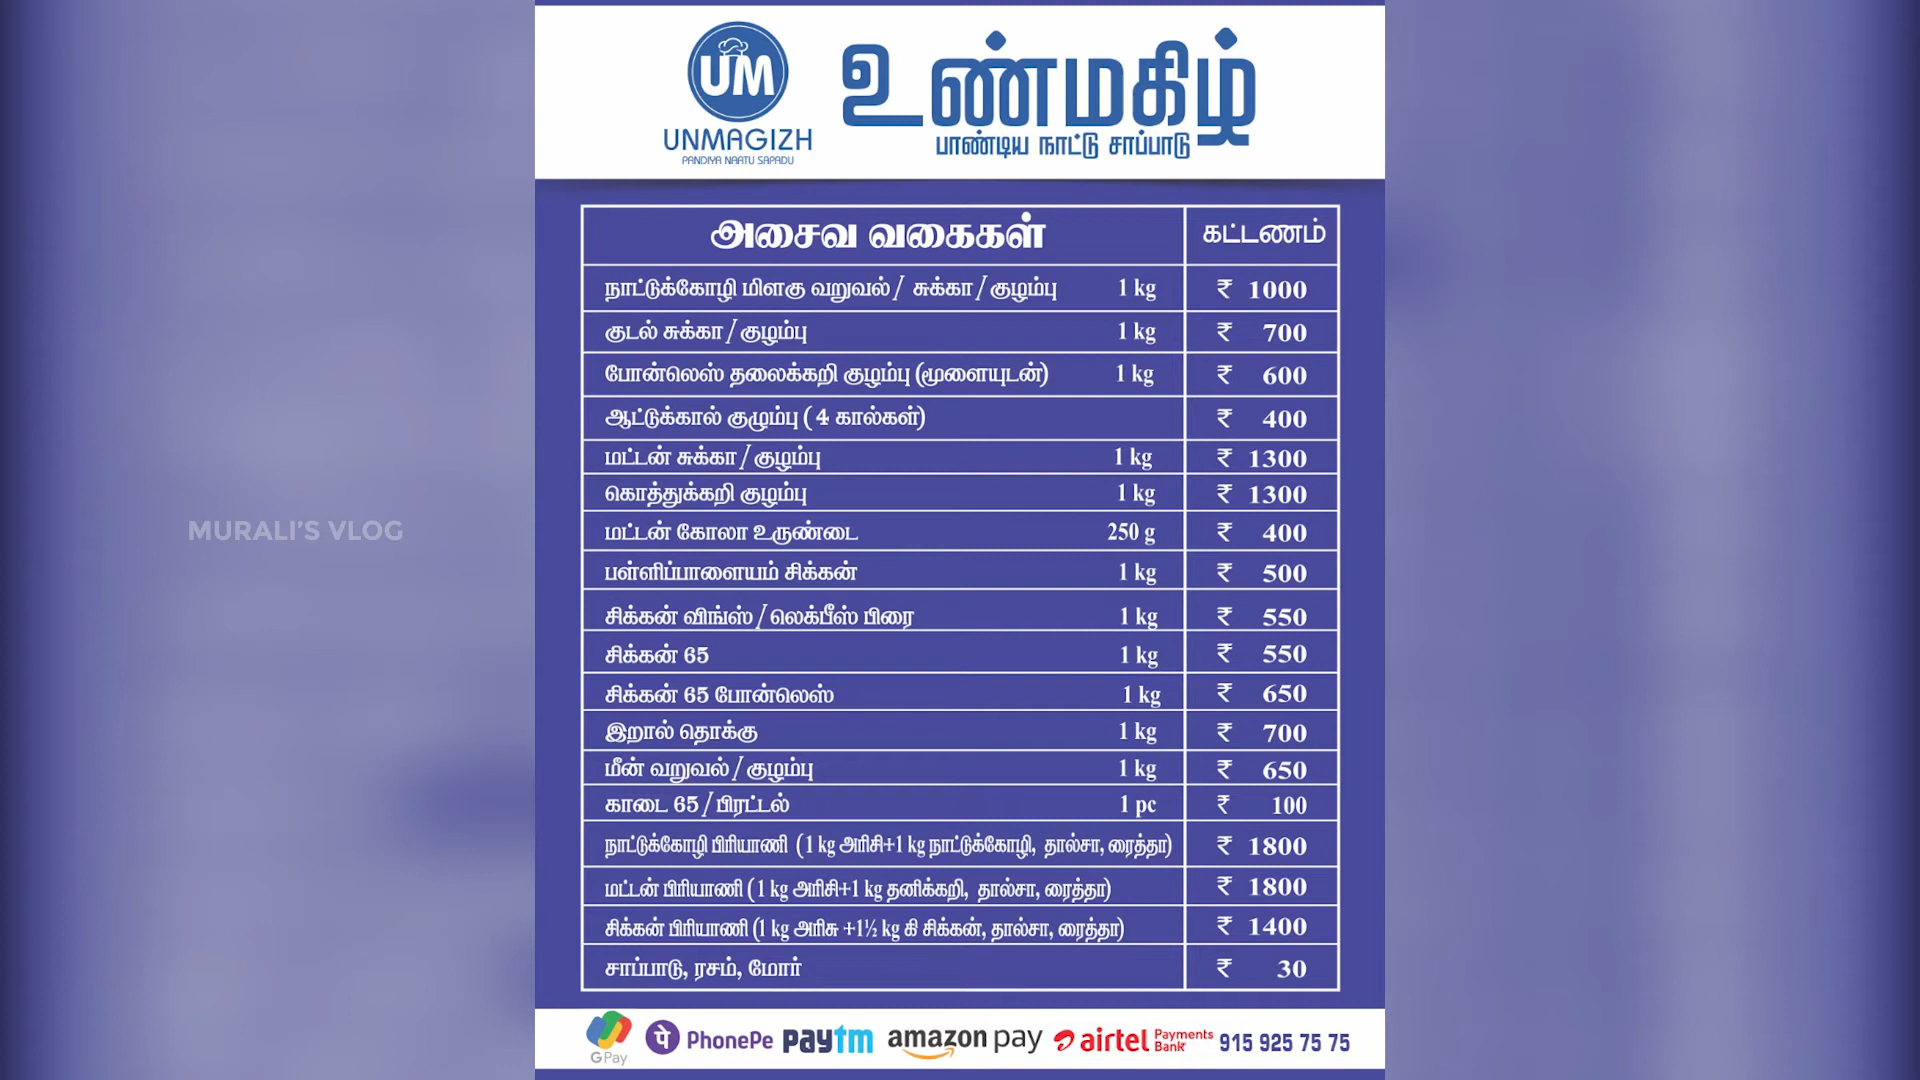 UM
UNMAGIZH
PANDIYA NAATU SAPADU
உண்மகிழ்
பாண்டிய நாட்டு சாப்பாடு
அசைவ வகைகள் கட்டணம்
நாட்டுக்கோழி மிளகு வறுவல் / சுக்கா / குழம்பு 1 kg ₹ 1000
குடல் சுக்கா / குழம்பு 1 kg ₹ 700
போன்லெஸ் தலைக்கறி குழம்பு (மூளையுடன்) 1 kg ₹ 600
ஆட்டுக்கால் குழும்பு ( 4 கால்கள்) ₹ 400
மட்டன் சுக்கா / குழம்பு 1 kg ₹ 1300
கொத்துக்கறி குழம்பு 1 kg ₹ 1300
மட்டன் கோலா உருண்டை 250 g ₹ 400
பள்ளிப்பாளையம் சிக்கன் 1 kg ₹ 500
சிக்கன் விங்ஸ் / லெக்பீஸ் பிரை 1 kg ₹ 550
சிக்கன் 65 1 kg ₹ 550
சிக்கன் 65 போன்லெஸ் 1 kg ₹ 650
இறால் தொக்கு 1 kg ₹ 700
மீன் வறுவல் / குழம்பு 1 kg ₹ 650
காடை 65 / பிரட்டல் 1 pc ₹ 100
நாட்டுக்கோழி பிரியாணி ( 1 kg அரிசி+1 kg நாட்டுக்கோழி, தால்சா, ரைத்தா) ₹ 1800
மட்டன் பிரியாணி ( 1 kg அரிசி+1 kg தனிக்கறி, தால்சா, ரைத்தா) ₹ 1800
சிக்கன் பிரியாணி (1 kg அரிசு +1½ kg கி சிக்கன், தால்சா, ரைத்தா) ₹ 1400
சாப்பாடு, ரசம், மோர் ₹ 30
MURALI'S VLOG
G Pay பே PhonePe paytm amazon pay airtel Payments Bank 915 925 75 75